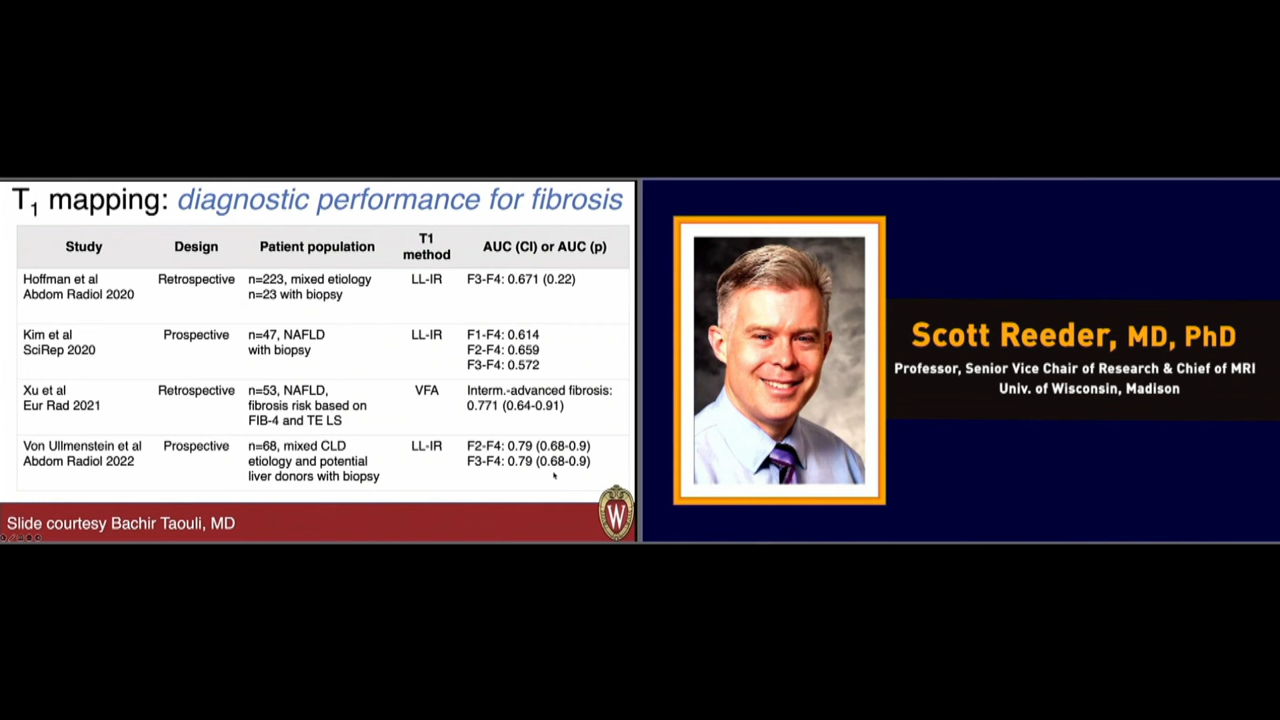 T1 mapping: diagnostic performance for fibrosis
Study Design Patient population T1 method AUC (CI) or AUC (p)
Hoffman et al Retrospective n=223, mixed etiology LL-IR F3-F4: 0.671 (0.22)
Abdom Radiol 2020 n=23 with biopsy
Kim et al Prospective n=47, NAFLD LL-IR F1-F4: 0.614
SciRep 2020 with biopsy F2-F4: 0.659
F3-F4: 0.572
Xu et al Retrospective n=53, NAFLD, VFA Interm.-advanced fibrosis:
Eur Rad 2021 fibrosis risk based on 0.771 (0.64-0.91)
FIB-4 and TE LS
Von Ullmenstein et al Prospective n=68, mixed CLD LL-IR F2-F4: 0.79 (0.68-0.9)
Abdom Radiol 2022 etiology and potential F3-F4: 0.79 (0.68-0.9)
liver donors with biopsy
Slide courtesy Bachir Taouli, MD
W
Scott Reeder, MD, PhD
Professor, Senior Vice Chair of Research & Chief of MRI
Univ. of Wisconsin, Madison